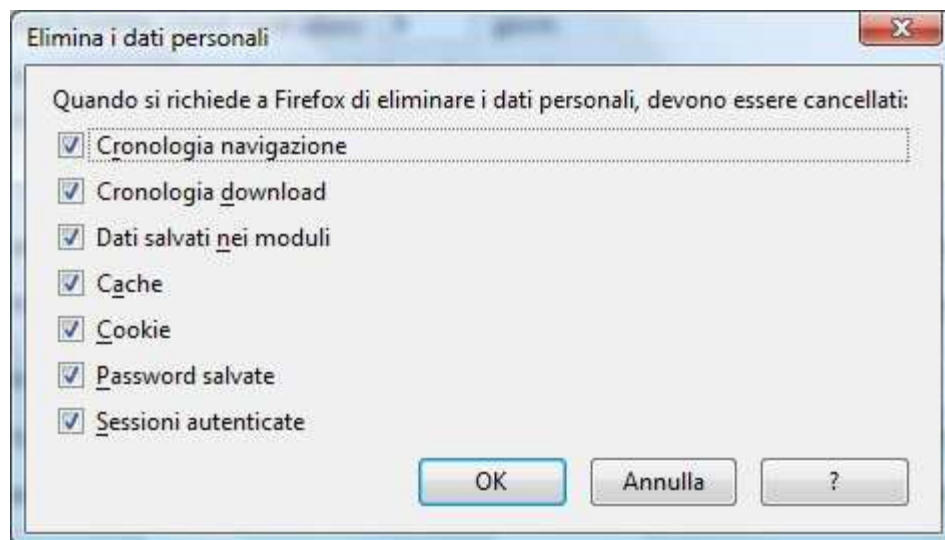 Elimina i dati personali
Quando si richiede a Firefox di eliminare i dati personali, devono essere cancellati:
Cronologia navigazione
Cronologia download
Dati salvati nei moduli
Cache
Cookie
Password salvate
Sessioni autenticate
OK Annulla ?